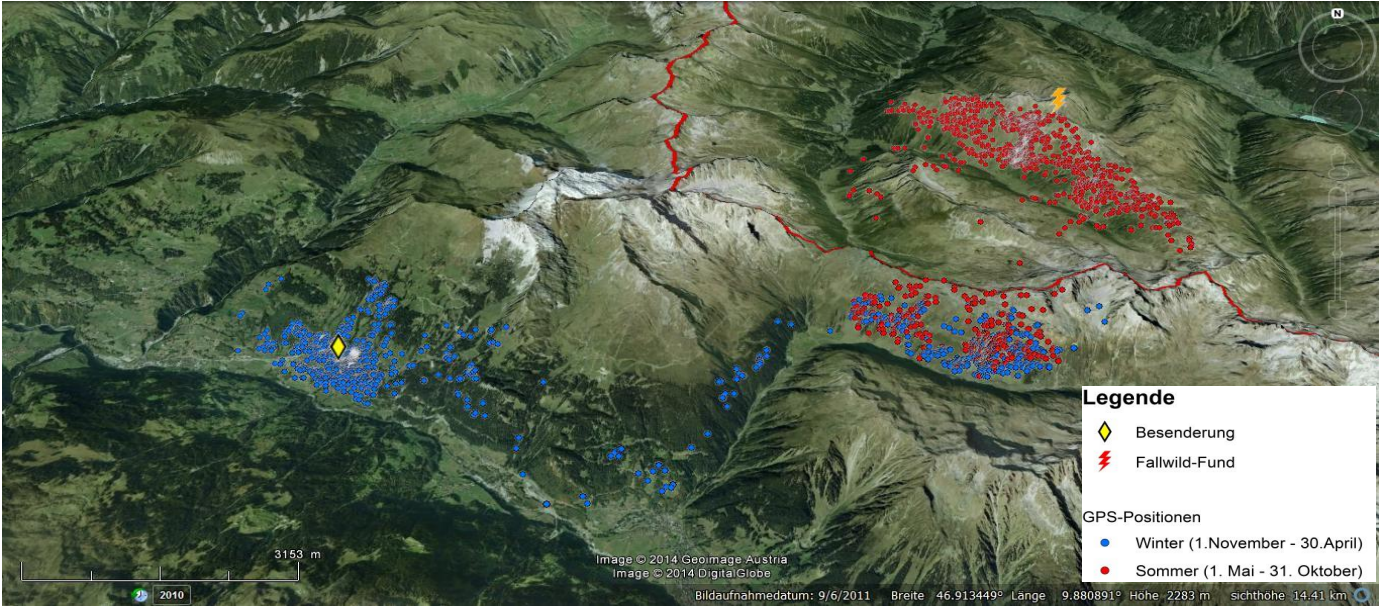 N
Legende
Besenderung
Fallwild-Fund
GPS-Positionen
Winter (1.November - 30.April)
Sommer (1. Mai - 31. Oktober)
3153 m
Image © 2014 Geoimage Austria
Image © 2014 DigitalGlobe
2010
Bildaufnahmedatum: 9/6/2011 Breite 46.913449° Länge 9.880891° Höhe 2283 m sichthöhe 14.41 km